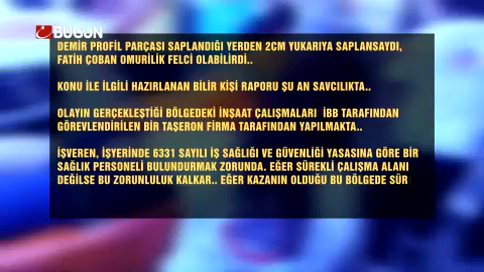 BUGÜN
DEMİR PROFİL PARÇASI SAPLANDIĞI YERDEN 2CM YUKARIYA SAPLANSAYDI,
FATİH ÇOBAN OMURİLİK FELCİ OLABİLİRDİ..
KONU İLE İLGİLİ HAZIRLANAN BİLİR KİŞİ RAPORU ŞU AN SAVCILIKTA..
OLAYIN GERÇEKLEŞTİĞİ BÖLGEDEKİ İNŞAAT ÇALIŞMALARI İBB TARAFINDAN
GÖREVLENDİRİLEN BİR TAŞERON FİRMA TARAFINDAN YAPILMAKTA..
İŞVEREN, İŞYERİNDE 6331 SAYILI İŞ SAĞLIĞI VE GÜVENLİĞİ YASASINA GÖRE BİR
SAĞLIK PERSONELİ BULUNDURMAK ZORUNDA. EĞER SÜREKLİ ÇALIŞMA ALANI
DEĞİLSE BU ZORUNLULUK KALKAR.. EĞER KAZANIN OLDUĞU BU BÖLGEDE SÜR